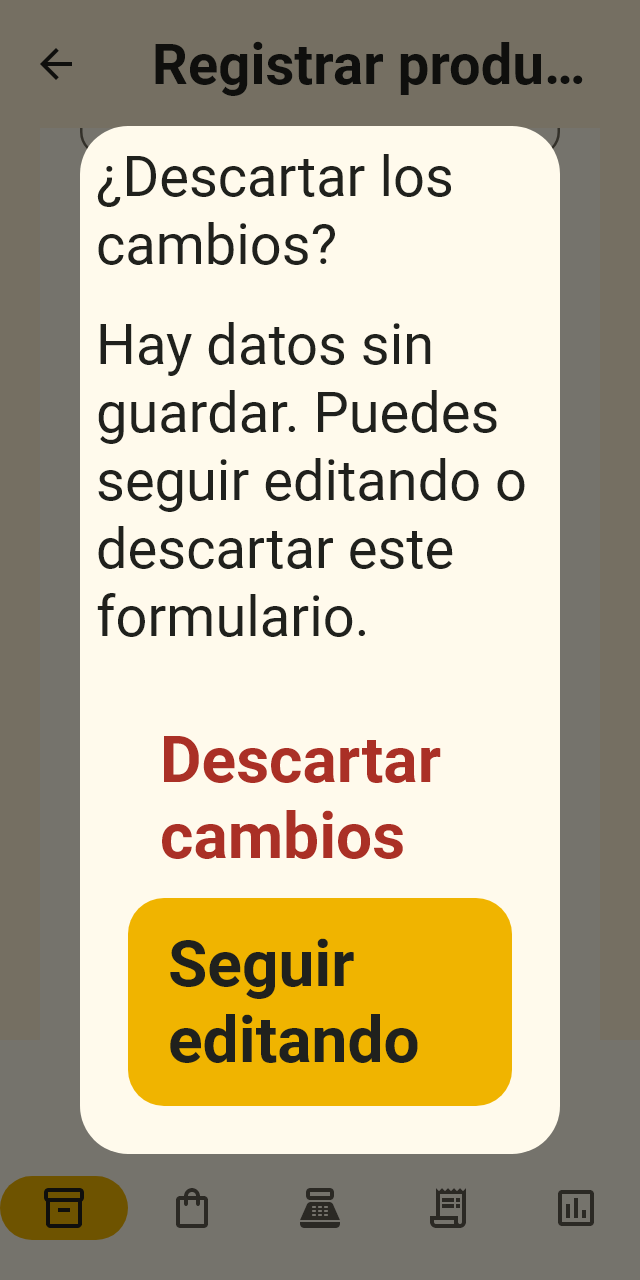 Registrar produ...
¿Descartar los
cambios?
Hay datos sin
guardar. Puedes
seguir editando o
descartar este
formulario.
Descartar
cambios
Seguir
editando